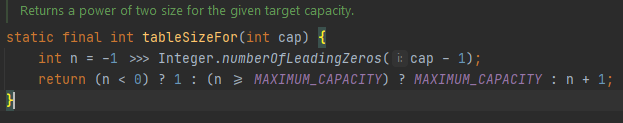 Returns a power of two size for the given target capacity.
static final int tableSizeFor(int cap) {
int n = -1 >>> Integer.numberOfLeadingZeros( i: cap - 1);
return (n < 0) ? 1 : (n ⩾ MAXIMUM_CAPACITY) ? MAXIMUM_CAPACITY : n + 1;
}